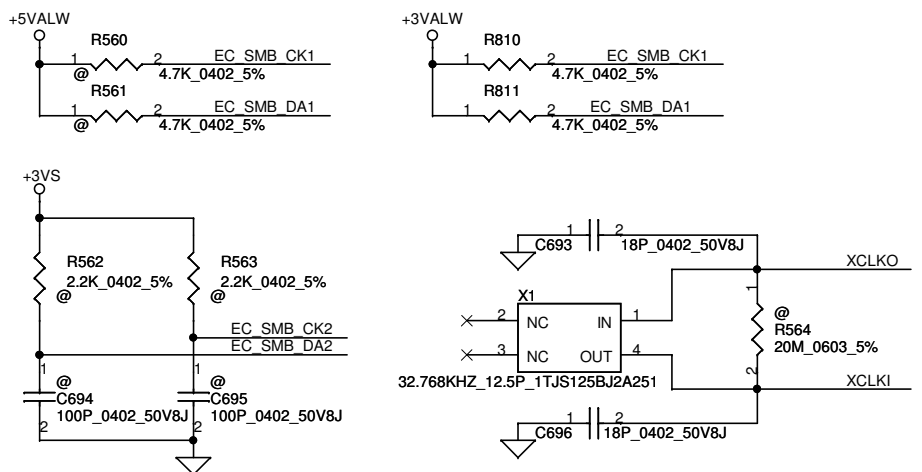 +5VALW
R560
1 2 EC_SMB_CK1
@ 4.7K_0402_5%
R561
1 2 EC_SMB_DA1
@ 4.7K_0402_5%
+3VALW
R810
1 2 EC_SMB_CK1
4.7K_0402_5%
R811
1 2 EC_SMB_DA1
4.7K_0402_5%
+3VS
R562
2.2K_0402_5%
@
R563
2.2K_0402_5%
@
EC_SMB_CK2
EC_SMB_DA2
1
@
C694
100P_0402_50V8J
2
1
@
C695
100P_0402_50V8J
2
1 2
C693 18P_0402_50V8J
XCLKO
X1
2 NC IN 1
3 NC OUT 4
32.768KHZ_12.5P_1TJS125BJ2A251
1
@
R564
20M_0603_5%
2
XCLKI
1 2
C696 18P_0402_50V8J